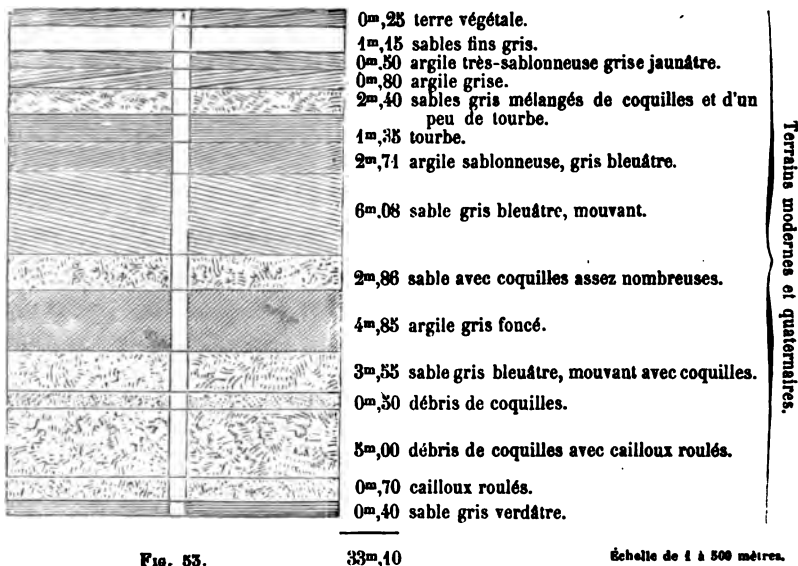 0m,25 terre végétale.
1m,15 sables fins gris.
0m.50 argile très-sablonneuse grise jaunâtre.
0m,80 argile grise.
2m,40 sables gris mélangés de coquilles et d'un
peu de tourbe.
1m,35 tourbe.
2m,71 argile sablonneuse, gris bleuâtre.
6m.08 sable gris bleuâtre, mouvant.
2m,86 sable avec coquilles assez nombreuses.
4m,85 argile gris foncé.
3m,55 sable gris bleuâtre, mouvant avec coquilles.
0m,50 débris de coquilles.
5m,00 débris de coquilles avec cailloux roulés.
0m,70 cailloux roulés.
0m,40 sable gris verdâtre.
Terrains modernes et quaternaires.
33m,10
Fig. 53.
Échelle de 1 à 500 mètres.